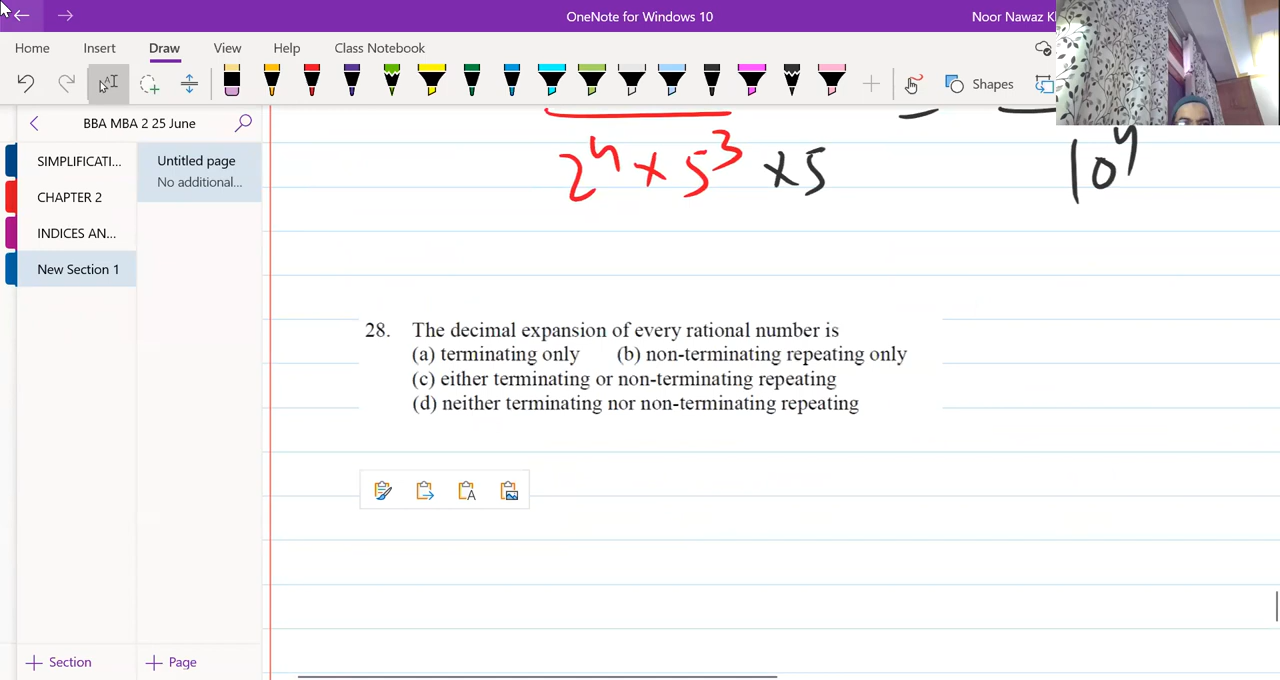 OneNote for Windows 10
Noor Nawaz K
Home Insert Draw View Help Class Notebook
Shapes
BBA MBA 2 25 June
SIMPLIFICATI...
CHAPTER 2
INDICES AN...
New Section 1
Untitled page
No additional...
2⁴ × 5³ × 5
10⁴
28. The decimal expansion of every rational number is
(a) terminating only (b) non-terminating repeating only
(c) either terminating or non-terminating repeating
(d) neither terminating nor non-terminating repeating
+ Section
+ Page